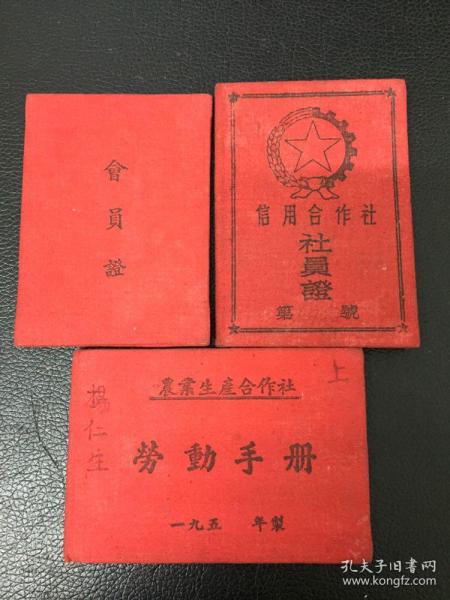 會員證
信用合作社
社員證
第 號
農業生產合作社
上
楊仁生
勞動手册
一九五 年製
孔夫子旧书网
www.kongfz.com